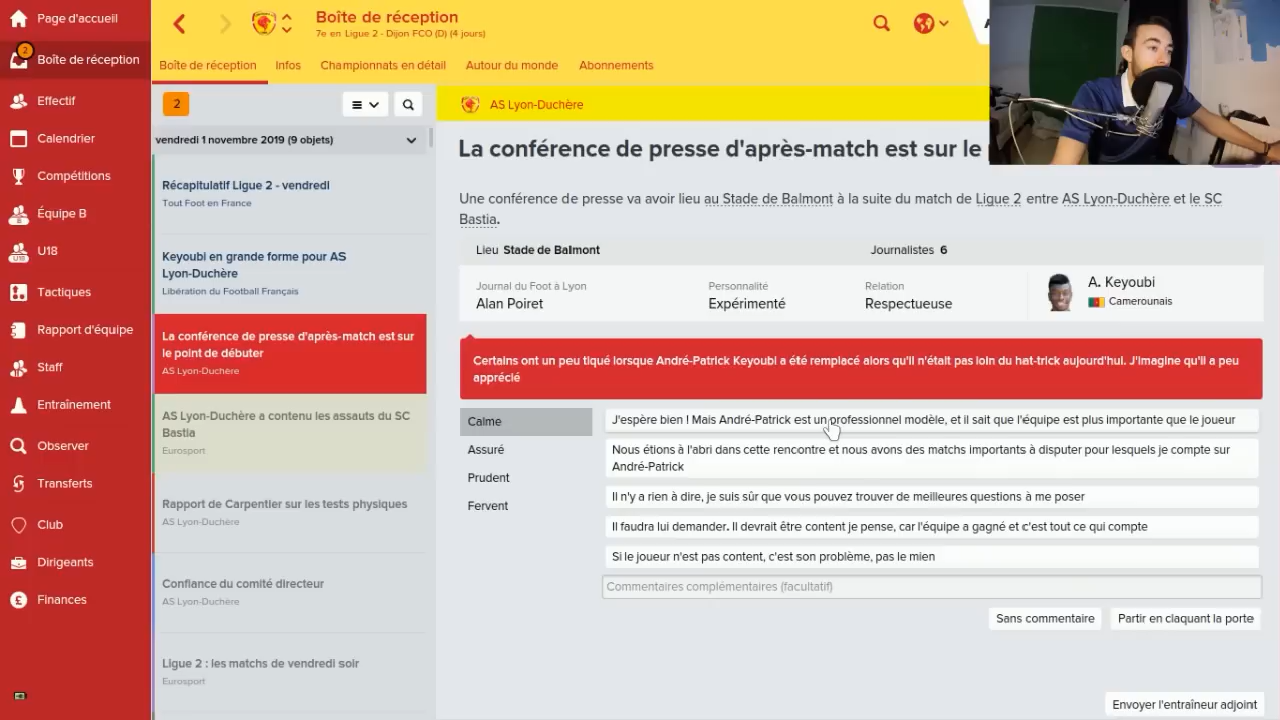 Page d'accueil
2
Boîte de réception
Effectif
Calendrier
Compétitions
Équipe B
U18
U18
Tactiques
Rapport d'équipe
Staff
Entraînement
Observer
Transferts
Club
Dirigeants
£
Finances
Boîte de réception
7e en Ligue 2 - Dijon FCO (D) (4 jours)
Boîte de réception
Infos
Championnats en détail
Autour du monde
Abonnements
2
vendredi 1 novembre 2019 (9 objets)
Récapitulatif Ligue 2 - vendredi
Tout Foot en France
Keyoubi en grande forme pour AS
Lyon-Duchère
Libération du Football Français
La conférence de presse d'après-match est sur
le point de débuter
AS Lyon-Duchère
AS Lyon-Duchère a contenu les assauts du SC
Bastia
Eurosport
Rapport de Carpentier sur les tests physiques
AS Lyon-Duchère
Confiance du comité directeur
AS Lyon-Duchère
Ligue 2 : les matchs de vendredi soir
Eurosport
AS Lyon-Duchère
La conférence de presse d'après-match est sur le
Une conférence de presse va avoir lieu au Stade de Balmont à la suite du match de Ligue 2 entre AS Lyon-Duchère et le SC
Bastia.
Lieu Stade de Balmont
Journalistes 6
Journal du Foot à Lyon
Alan Poiret
Personnalité
Expérimenté
Relation
Respectueuse
A. Keyoubi
Camerounais
Certains ont un peu tiqué lorsque André-Patrick Keyoubi a été remplacé alors qu'il n'était pas loin du hat-trick aujourd'hui. J'imagine qu'il a peu
apprécié
Calme
Assuré
Prudent
Fervent
J'espère bien ! Mais André-Patrick est un professionnel modèle, et il sait que l'équipe est plus importante que le joueur
Nous étions à l'abri dans cette rencontre et nous avons des matchs importants à disputer pour lesquels je compte sur
André-Patrick
Il n'y a rien à dire, je suis sûr que vous pouvez trouver de meilleures questions à me poser
Il faudra lui demander. Il devrait être content je pense, car l'équipe a gagné et c'est tout ce qui compte
Si le joueur n'est pas content, c'est son problème, pas le mien
Commentaires complémentaires (facultatif)
Sans commentaire
Partir en claquant la porte
Envoyer l'entraîneur adjoint